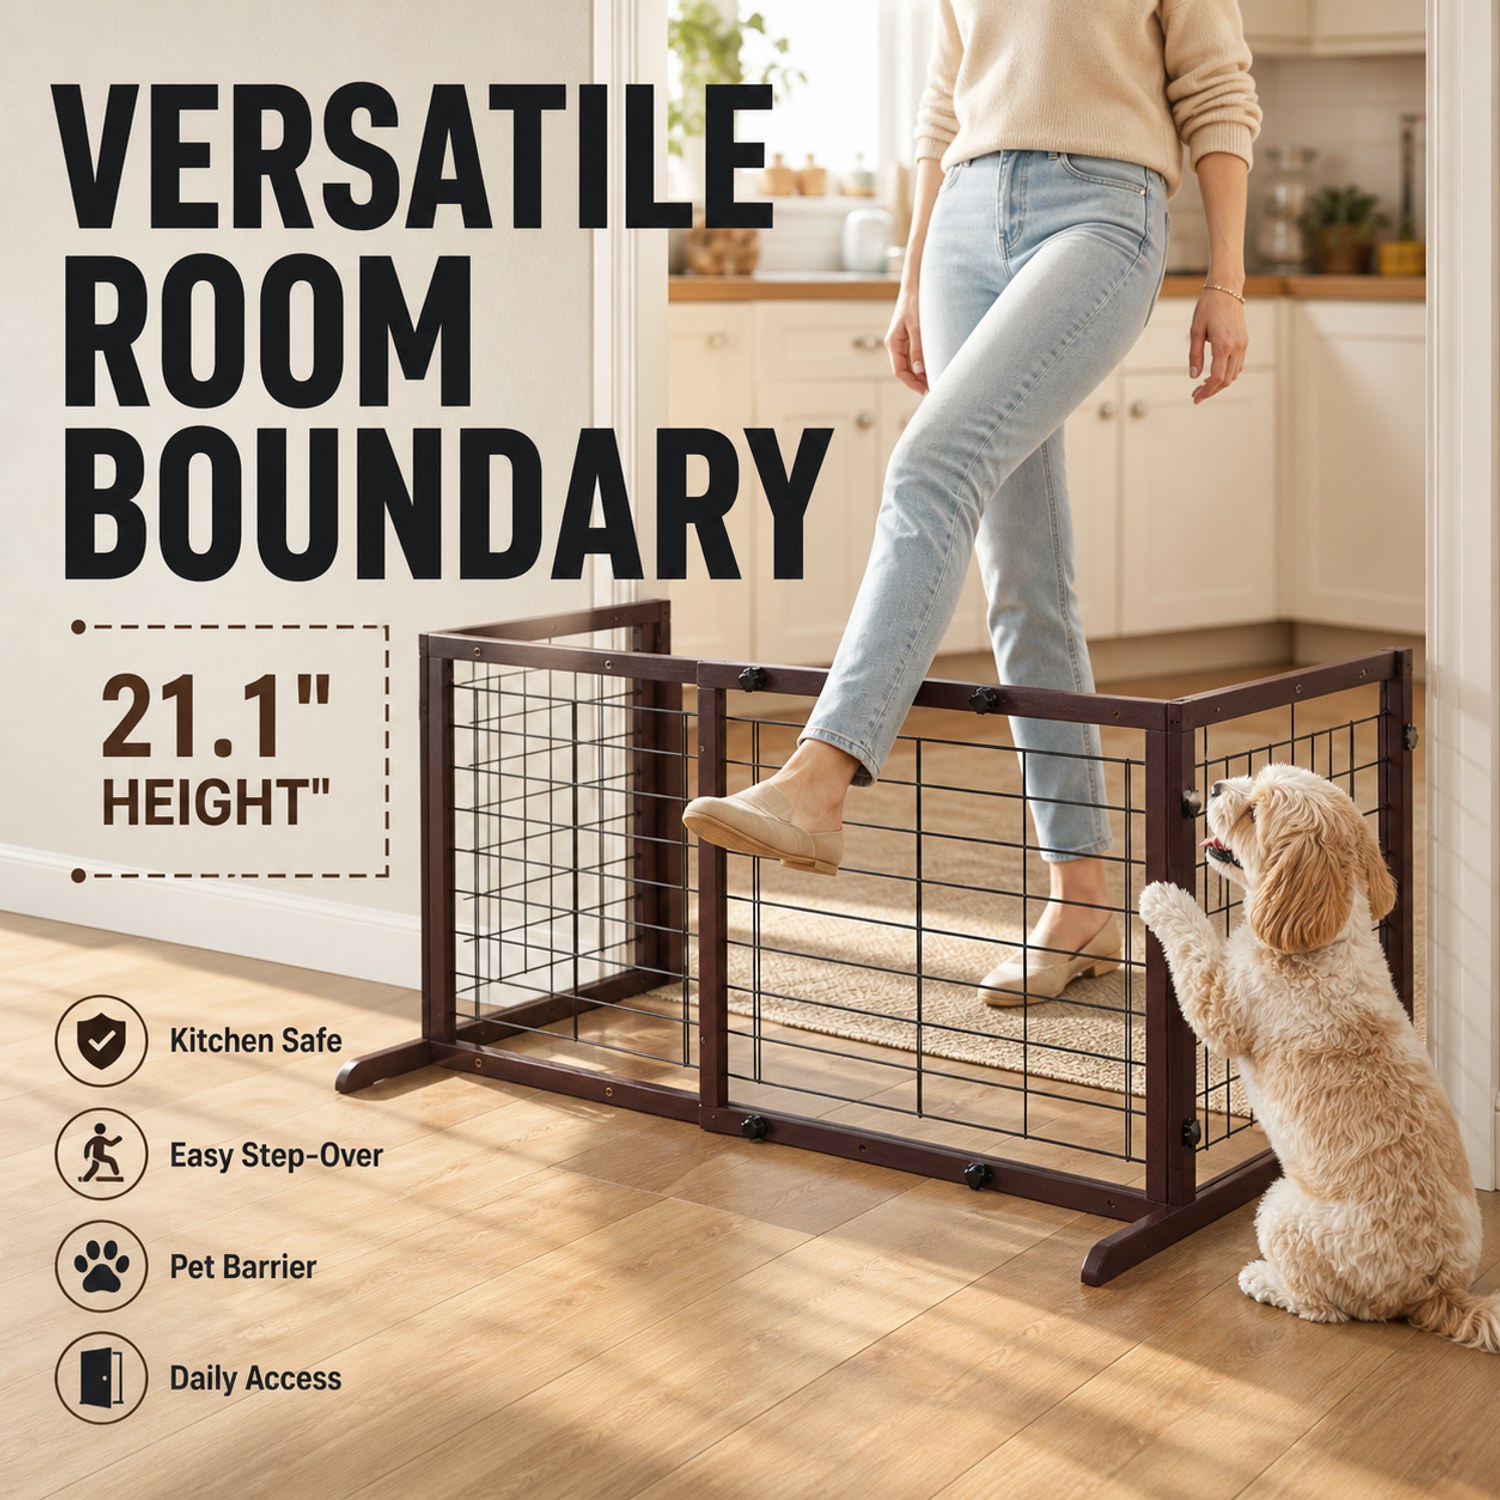 VERSATILE
ROOM
BOUNDARY
21.1"
HEIGHT"
Kitchen Safe
Easy Step-Over
Pet Barrier
Daily Access